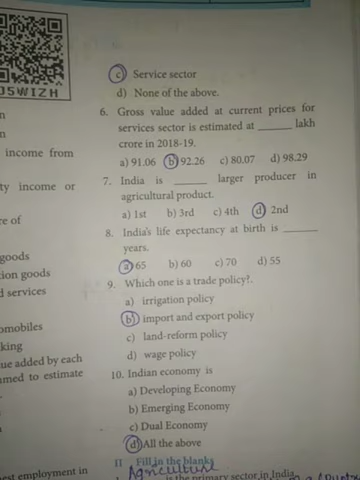 J5WIZH
c) Service sector
d) None of the above.
6. Gross value added at current prices for
services sector is estimated at ______ lakh
crore in 2018-19.
a) 91.06 b) 92.26 c) 80.07 d) 98.29
7. India is ______ larger producer in
agricultural product.
a) 1st b) 3rd c) 4th d) 2nd
8. India's life expectancy at birth is ______
years.
a) 65 b) 60 c) 70 d) 55
9. Which one is a trade policy?.
a) irrigation policy
b) import and export policy
c) land-reform policy
d) wage policy
10. Indian economy is
a) Developing Economy
b) Emerging Economy
c) Dual Economy
d) All the above
II Fill in the blanks
Agriculture
is the primary sector in India
n
n
income from
ty income or
re of
goods
ion goods
d services
omobiles
king
ue added by each
med to estimate
est employment in